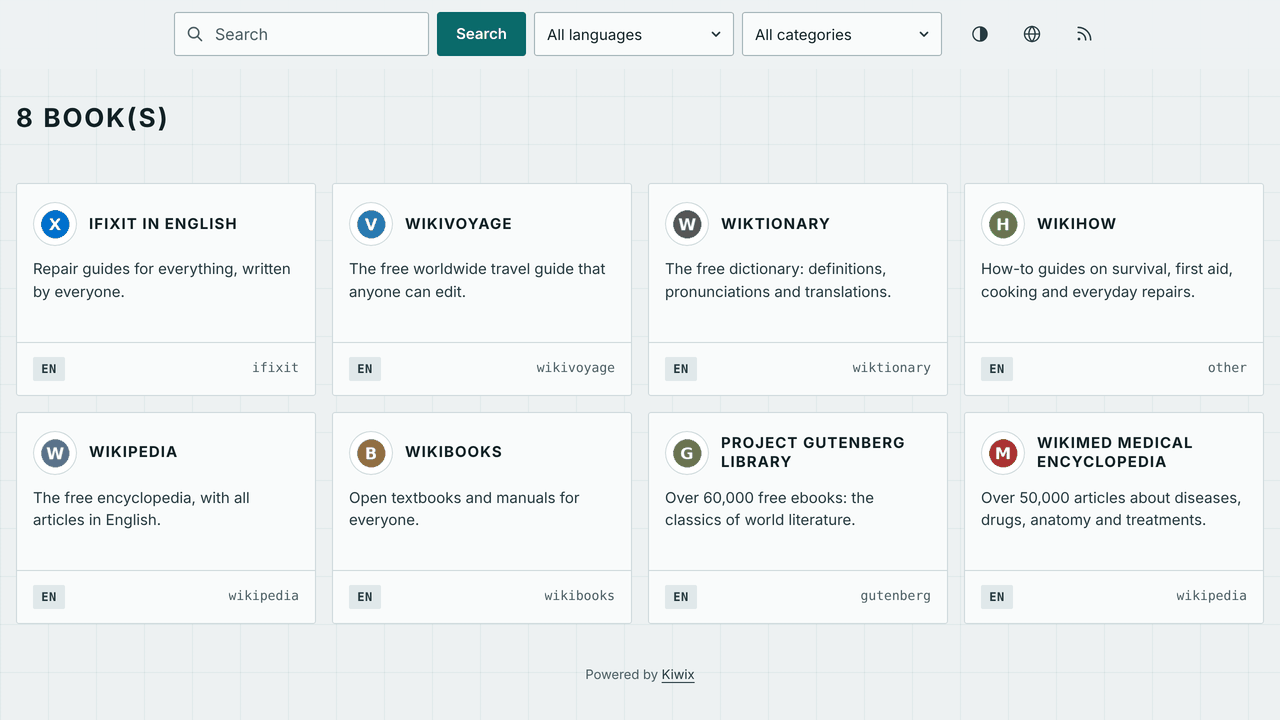 Search
Search
All languages
All categories
8 BOOK(S)
X
IFIXIT IN ENGLISH
Repair guides for everything, written
by everyone.
EN
ifixit
V
WIKIVOYAGE
The free worldwide travel guide that
anyone can edit.
EN
wikivoyage
W
WIKTIONARY
The free dictionary: definitions,
pronunciations and translations.
EN
wiktionary
H
WIKIHOW
How-to guides on survival, first aid,
cooking and everyday repairs.
EN
other
W
WIKIPEDIA
The free encyclopedia, with all
articles in English.
EN
wikipedia
B
WIKIBOOKS
Open textbooks and manuals for
everyone.
EN
wikibooks
G
PROJECT GUTENBERG
LIBRARY
Over 60,000 free ebooks: the
classics of world literature.
EN
gutenberg
M
WIKIMED MEDICAL
ENCYCLOPEDIA
Over 50,000 articles about diseases,
drugs, anatomy and treatments.
EN
wikipedia
Powered by Kiwix